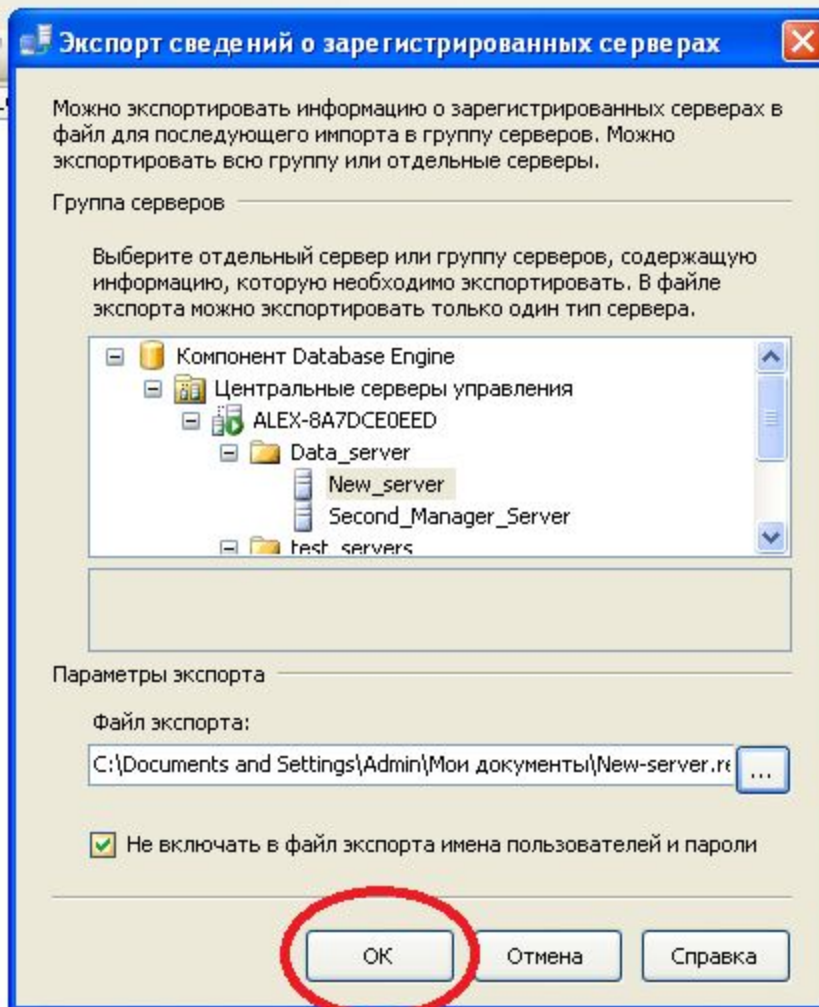 Экспорт сведений о зарегистрированных серверах
Можно экспортировать информацию о зарегистрированных серверах в
файл для последующего импорта в группу серверов. Можно
экспортировать всю группу или отдельные серверы.
Группа серверов
Выберите отдельный сервер или группу серверов, содержащую
информацию, которую необходимо экспортировать. В файле
экспорта можно экспортировать только один тип сервера.
Компонент Database Engine
Центральные серверы управления
ALEX-8A7DCE0EED
Data_server
New_server
Second_Manager_Server
test_servers
Параметры экспорта
Файл экспорта:
C:\Documents and Settings\Admin\Мои документы\New-server.re
...
Не включать в файл экспорта имена пользователей и пароли
ОК
Отмена
Справка